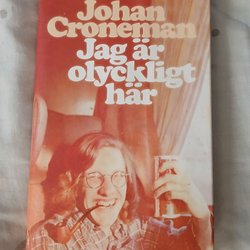 Johan
Croneman
Jag är
olyckligt
här